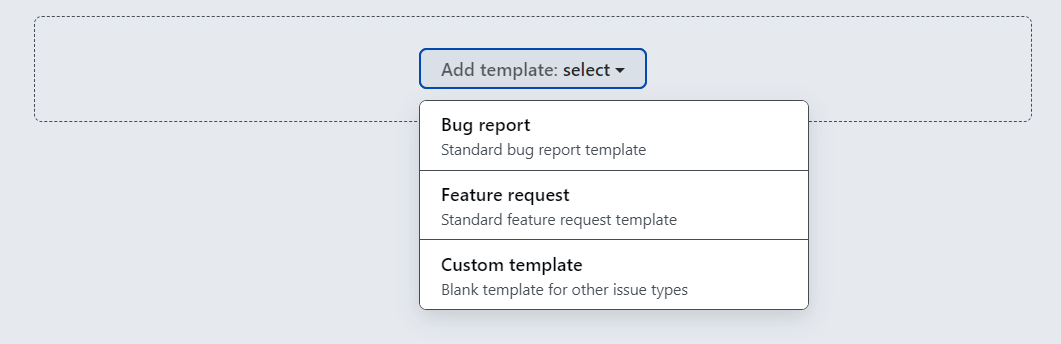 Add template: select
Bug report
Standard bug report template
Feature request
Standard feature request template
Custom template
Blank template for other issue types